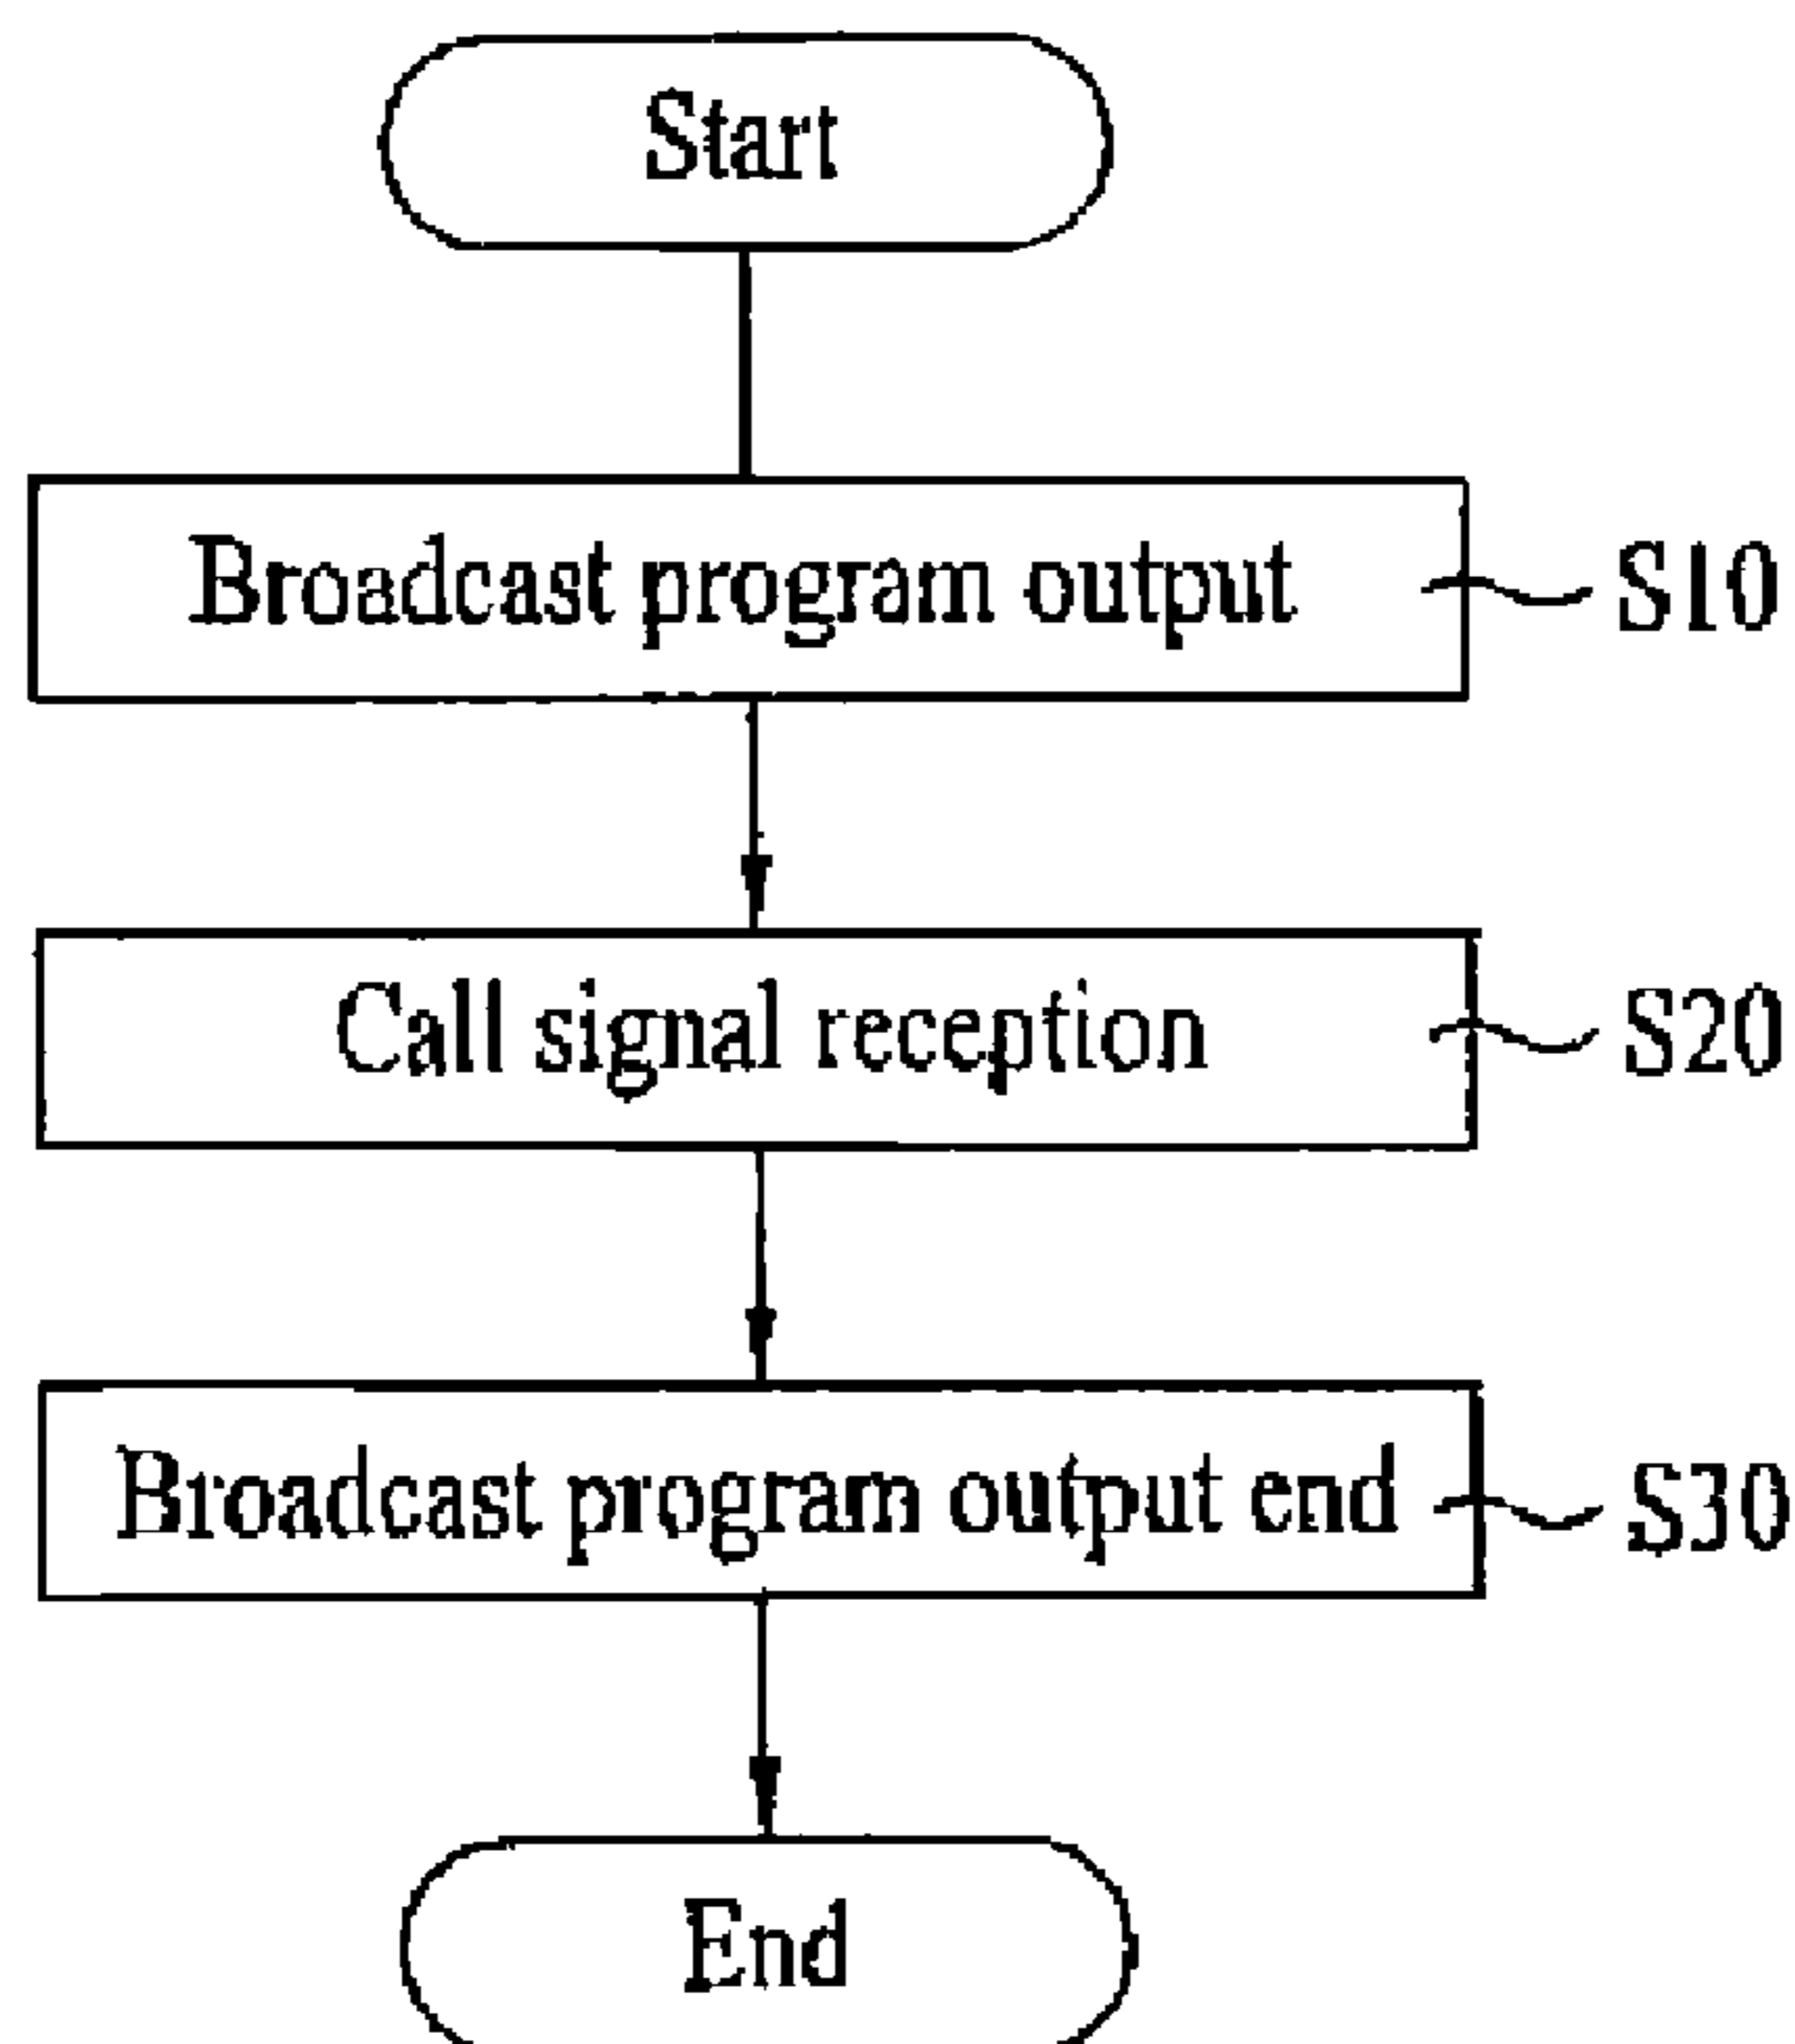 Start
Broadcast program output
S10
Call signal reception
S20
Broadcast program output end
S30
End